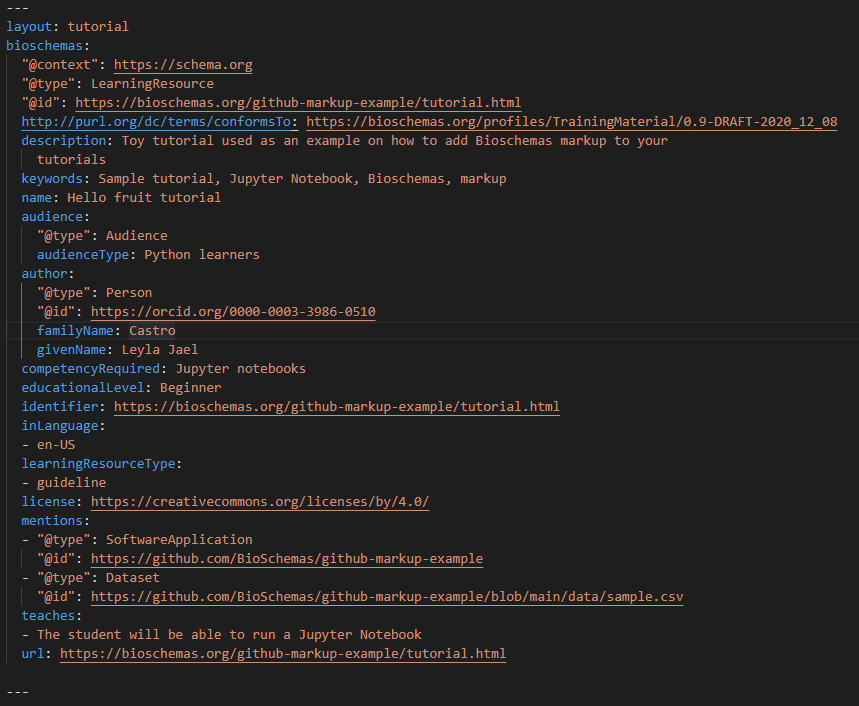 ---
layout: tutorial
bioschemas:
  "@context": https://schema.org
  "@type": LearningResource
  "@id": https://bioschemas.org/github-markup-example/tutorial.html
  http://purl.org/dc/terms/conformsTo: https://bioschemas.org/profiles/TrainingMaterial/0.9-DRAFT-2020_12_08
  description: Toy tutorial used as an example on how to add Bioschemas markup to your
    tutorials
  keywords: Sample tutorial, Jupyter Notebook, Bioschemas, markup
  name: Hello fruit tutorial
  audience:
    "@type": Audience
    audienceType: Python learners
  author:
    "@type": Person
    "@id": https://orcid.org/0000-0003-3986-0510
    familyName: Castro
    givenName: Leyla Jael
  competencyRequired: Jupyter notebooks
  educationalLevel: Beginner
  identifier: https://bioschemas.org/github-markup-example/tutorial.html
  inLanguage:
  - en-US
  learningResourceType:
  - guideline
  license: https://creativecommons.org/licenses/by/4.0/
  mentions:
  - "@type": SoftwareApplication
    "@id": https://github.com/BioSchemas/github-markup-example
  - "@type": Dataset
    "@id": https://github.com/BioSchemas/github-markup-example/blob/main/data/sample.csv
  teaches:
  - The student will be able to run a Jupyter Notebook
  url: https://bioschemas.org/github-markup-example/tutorial.html

---